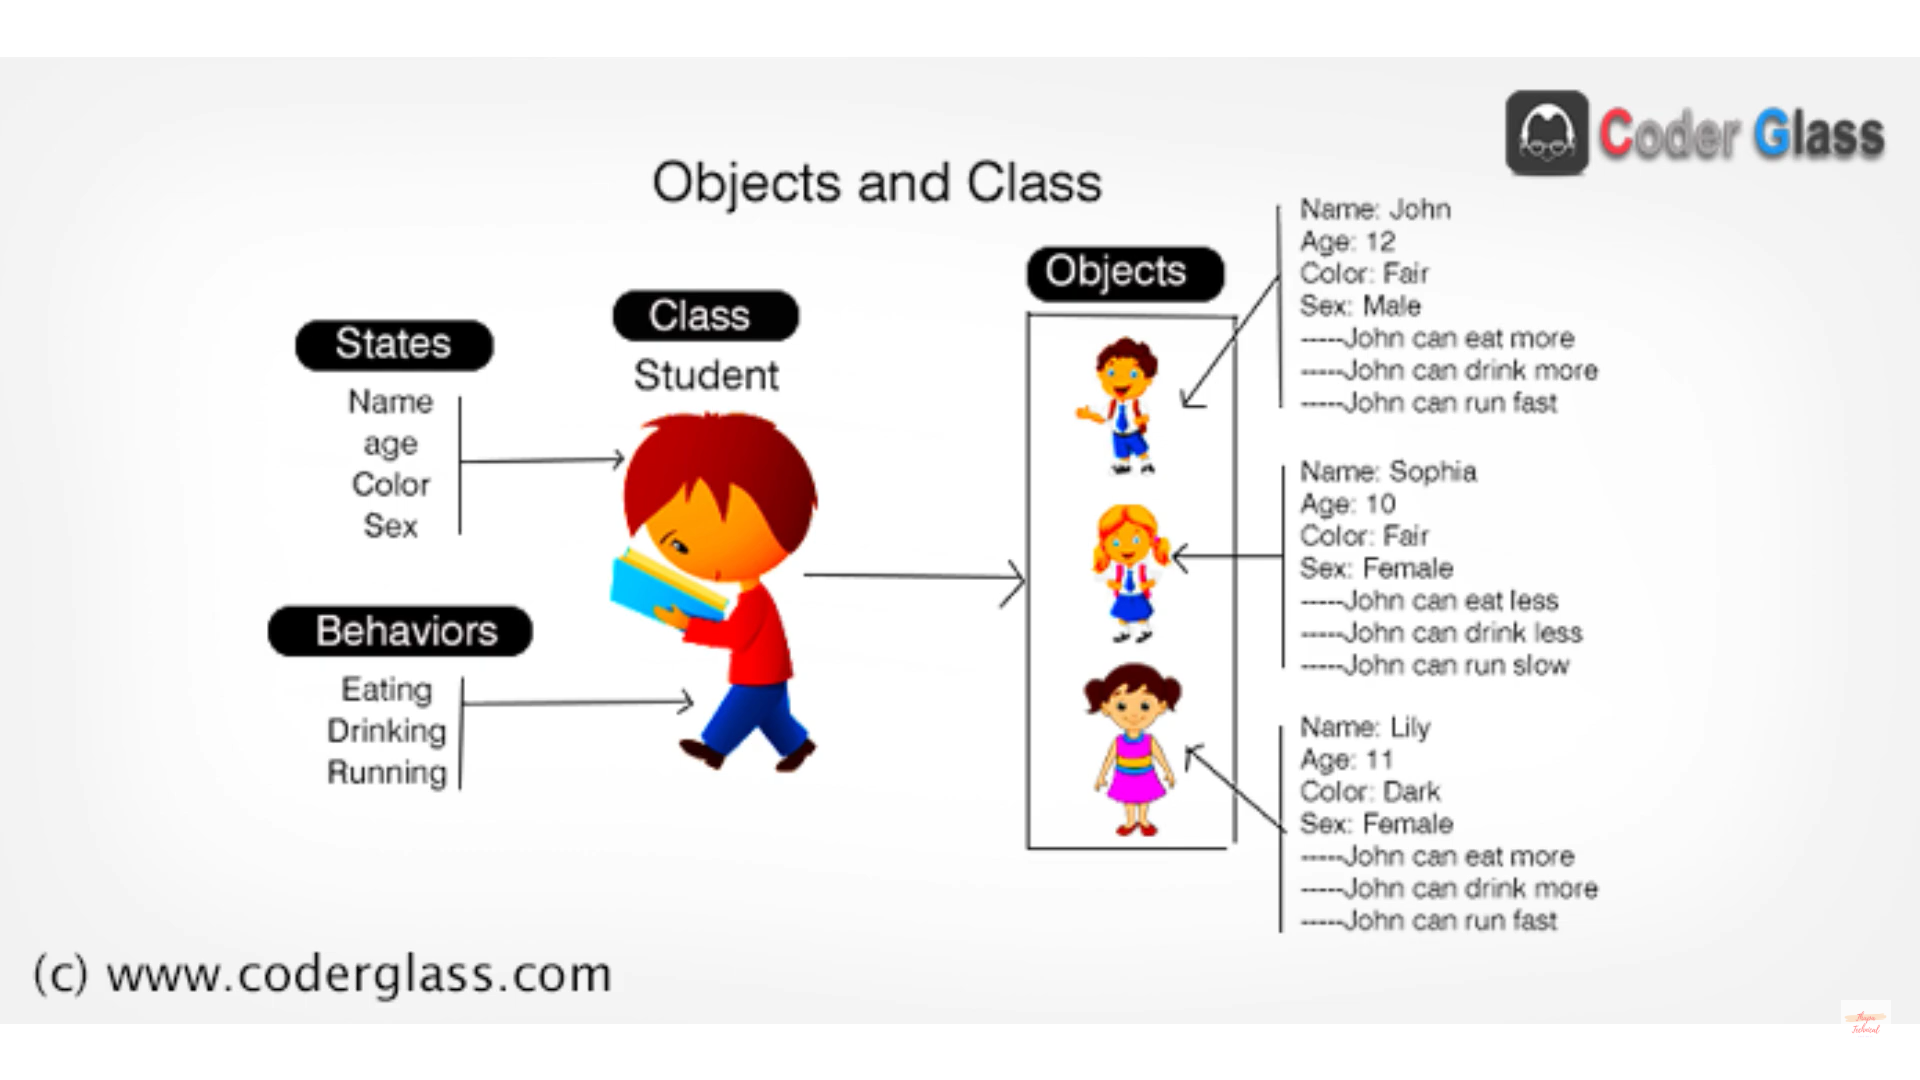 Coder Glass
Objects and Class
States
Name
age
Color
Sex
Behaviors
Eating
Drinking
Running
Class
Student
Objects
Name: John
Age: 12
Color: Fair
Sex: Male
-----John can eat more
-----John can drink more
-----John can run fast
Name: Sophia
Age: 10
Color: Fair
Sex: Female
-----John can eat less
-----John can drink less
-----John can run slow
Name: Lily
Age: 11
Color: Dark
Sex: Female
-----John can eat more
-----John can drink more
-----John can run fast
(c) www.coderglass.com
Technical